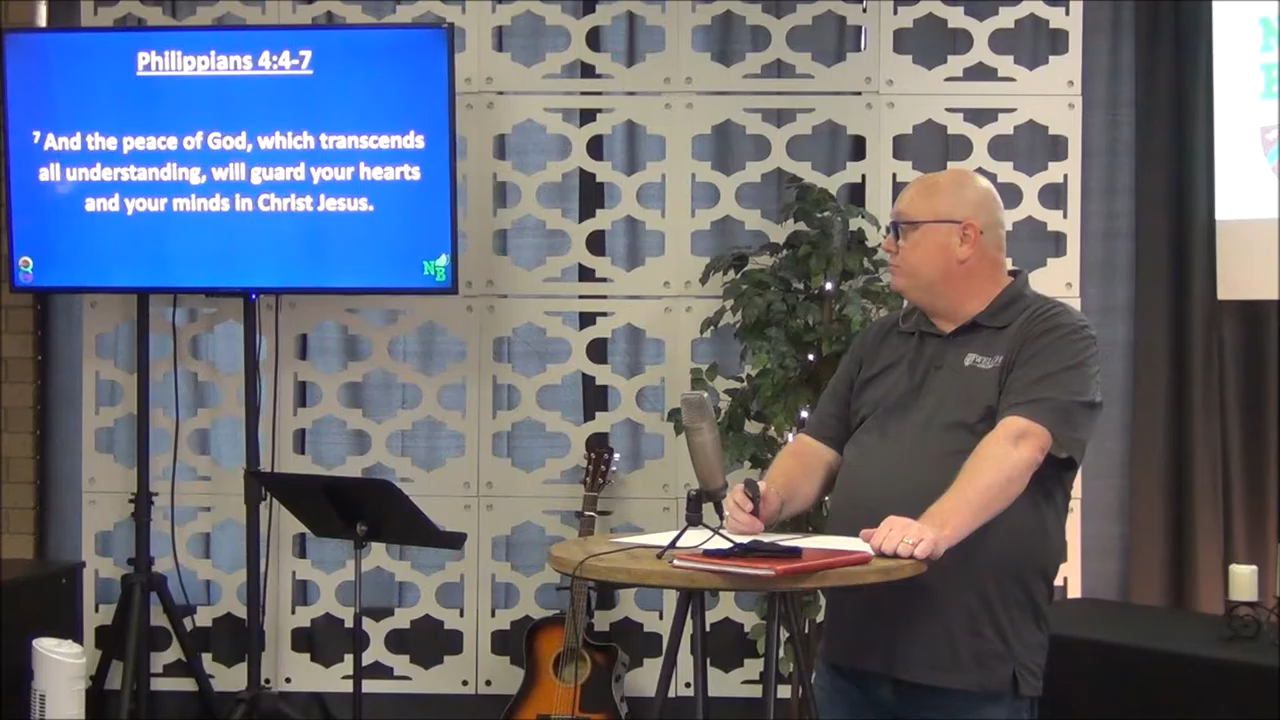 Philippians 4:4-7
7 And the peace of God, which transcends
all understanding, will guard your hearts
and your minds in Christ Jesus.
NB
N
B